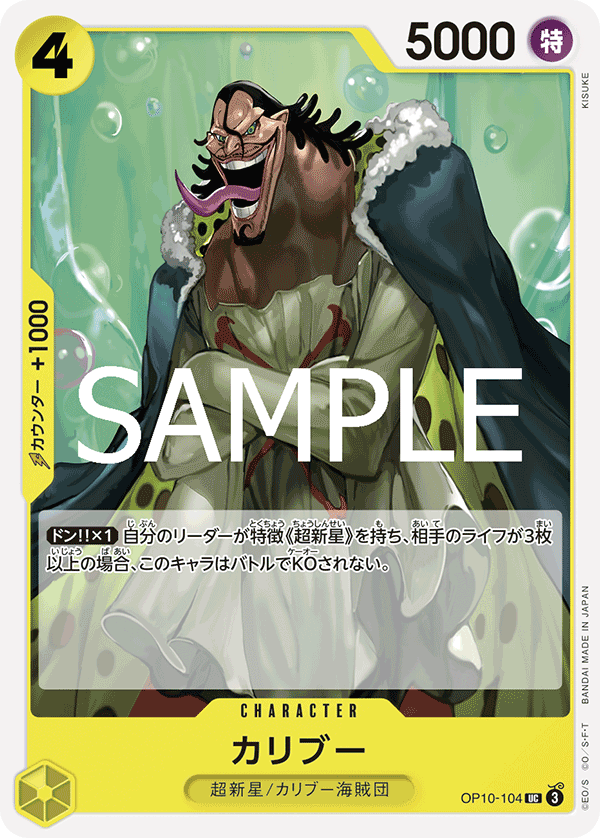 4
5000 特
KISUKE
カウンター +1000
SAMPLE
ドン!!×1 自分のリーダーが特徴《超新星》を持ち、相手のライフが3枚
以上の場合、このキャラはバトルでKOされない。
CHARACTER
カリブー
超新星/カリブー海賊団
OP10-104 UC 3
©E.O/S ©O/S・F・T BANDAI MADE IN JAPAN